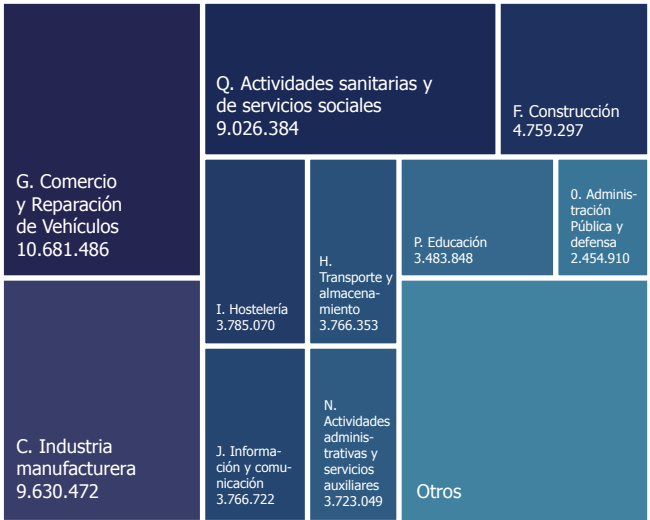 G. Comercio
y Reparación
de Vehículos
10.681.486
Q. Actividades sanitarias y
de servicios sociales
9.026.384
F. Construcción
4.759.297
I. Hostelería
3.785.070
H.
Transporte y
almacena-
miento
3.766.353
P. Educación
3.483.848
0. Adminis-
tración
Pública y
defensa
2.454.910
C. Industria
manufacturera
9.630.472
J. Informa-
ción y comu-
nicación
3.766.722
N.
Actividades
adminis-
trativas y
servicios
auxiliares
3.723.049
Otros